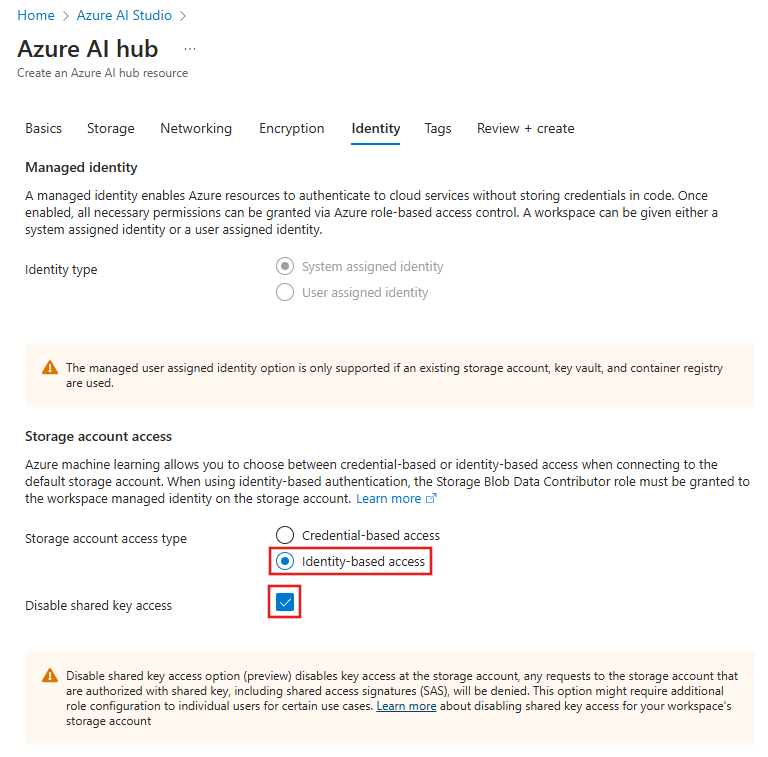 Home > Azure AI Studio >
Azure AI hub ...
Create an Azure AI hub resource
Basics Storage Networking Encryption Identity Tags Review + create
Managed identity
A managed identity enables Azure resources to authenticate to cloud services without storing credentials in code. Once
enabled, all necessary permissions can be granted via Azure role-based access control. A workspace can be given either a
system assigned identity or a user assigned identity.
Identity type
System assigned identity
User assigned identity
The managed user assigned identity option is only supported if an existing storage account, key vault, and container registry
are used.
Storage account access
Azure machine learning allows you to choose between credential-based or identity-based access when connecting to the
default storage account. When using identity-based authentication, the Storage Blob Data Contributor role must be granted to
the workspace managed identity on the storage account. Learn more
Storage account access type
Credential-based access
Identity-based access
Disable shared key access
Disable shared key access option (preview) disables key access at the storage account, any requests to the storage account that
are authorized with shared key, including shared access signatures (SAS), will be denied. This option might require additional
role configuration to individual users for certain use cases. Learn more about disabling shared key access for your workspace's
storage account